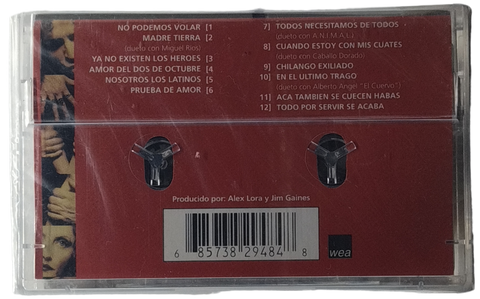 NO PODEMOS VOLAR [1
MADRE TIERRA [2
(dueto con Miguel Ríos)
YA NO EXISTEN LOS HEROES [3
AMOR DEL DOS DE OCTUBRE [4
NOSOTROS LOS LATINOS [5
PRUEBA DE AMOR [6
7] TODOS NECESITAMOS DE TODOS
(dueto con A.N.I.M.A.L.)
8] CUANDO ESTOY CON MIS CUATES
(dueto con Caballo Dorado)
9] CHILANGO EXILIADO
10] EN EL ULTIMO TRAGO
(dueto con Alberto Angel "El Cuervo")
11] ACA TAMBIEN SE CUECEN HABAS
12] TODO POR SERVIR SE ACABA
Producido por: Alex Lora y Jim Gaines
6 85738 29484 8
wea